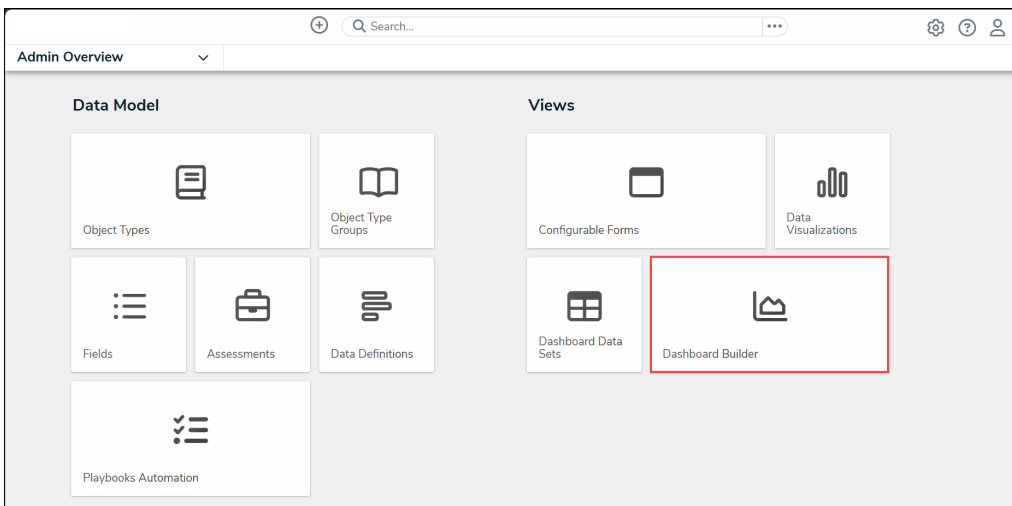 Search...
Admin Overview
Data Model
Object Types
Object Type
Groups
Fields
Assessments
Data Definitions
Playbooks Automation
Views
Configurable Forms
Data
Visualizations
Dashboard Data
Sets
Dashboard Builder